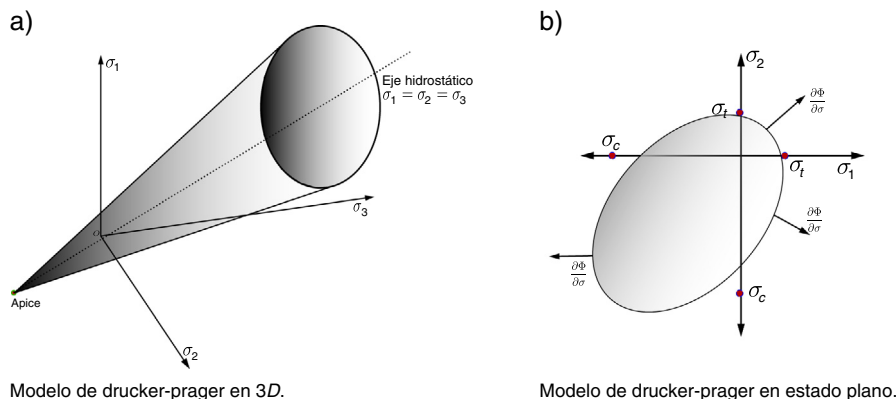 a)
σ₁
Eje hidrostático
σ₁ = σ₂ = σ₃
σ₃
o
Apice
σ₂
Modelo de drucker-prager en 3D.
b)
σ₂
∂Φ/∂σ
σt
σc
σt
σ₁
∂Φ/∂σ
∂Φ/∂σ
σc
Modelo de drucker-prager en estado plano.